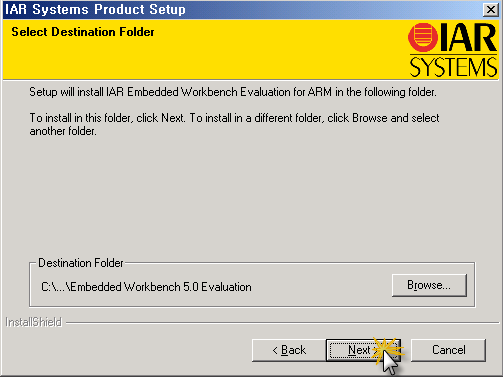 IAR Systems Product Setup
Select Destination Folder
IAR
SYSTEMS
Setup will install IAR Embedded Workbench Evaluation for ARM in the following folder.
To install in this folder, click Next. To install in a different folder, click Browse and select
another folder.
Destination Folder
C:\...\Embedded Workbench 5.0 Evaluation
Browse...
InstallShield
< Back
Next
Cancel